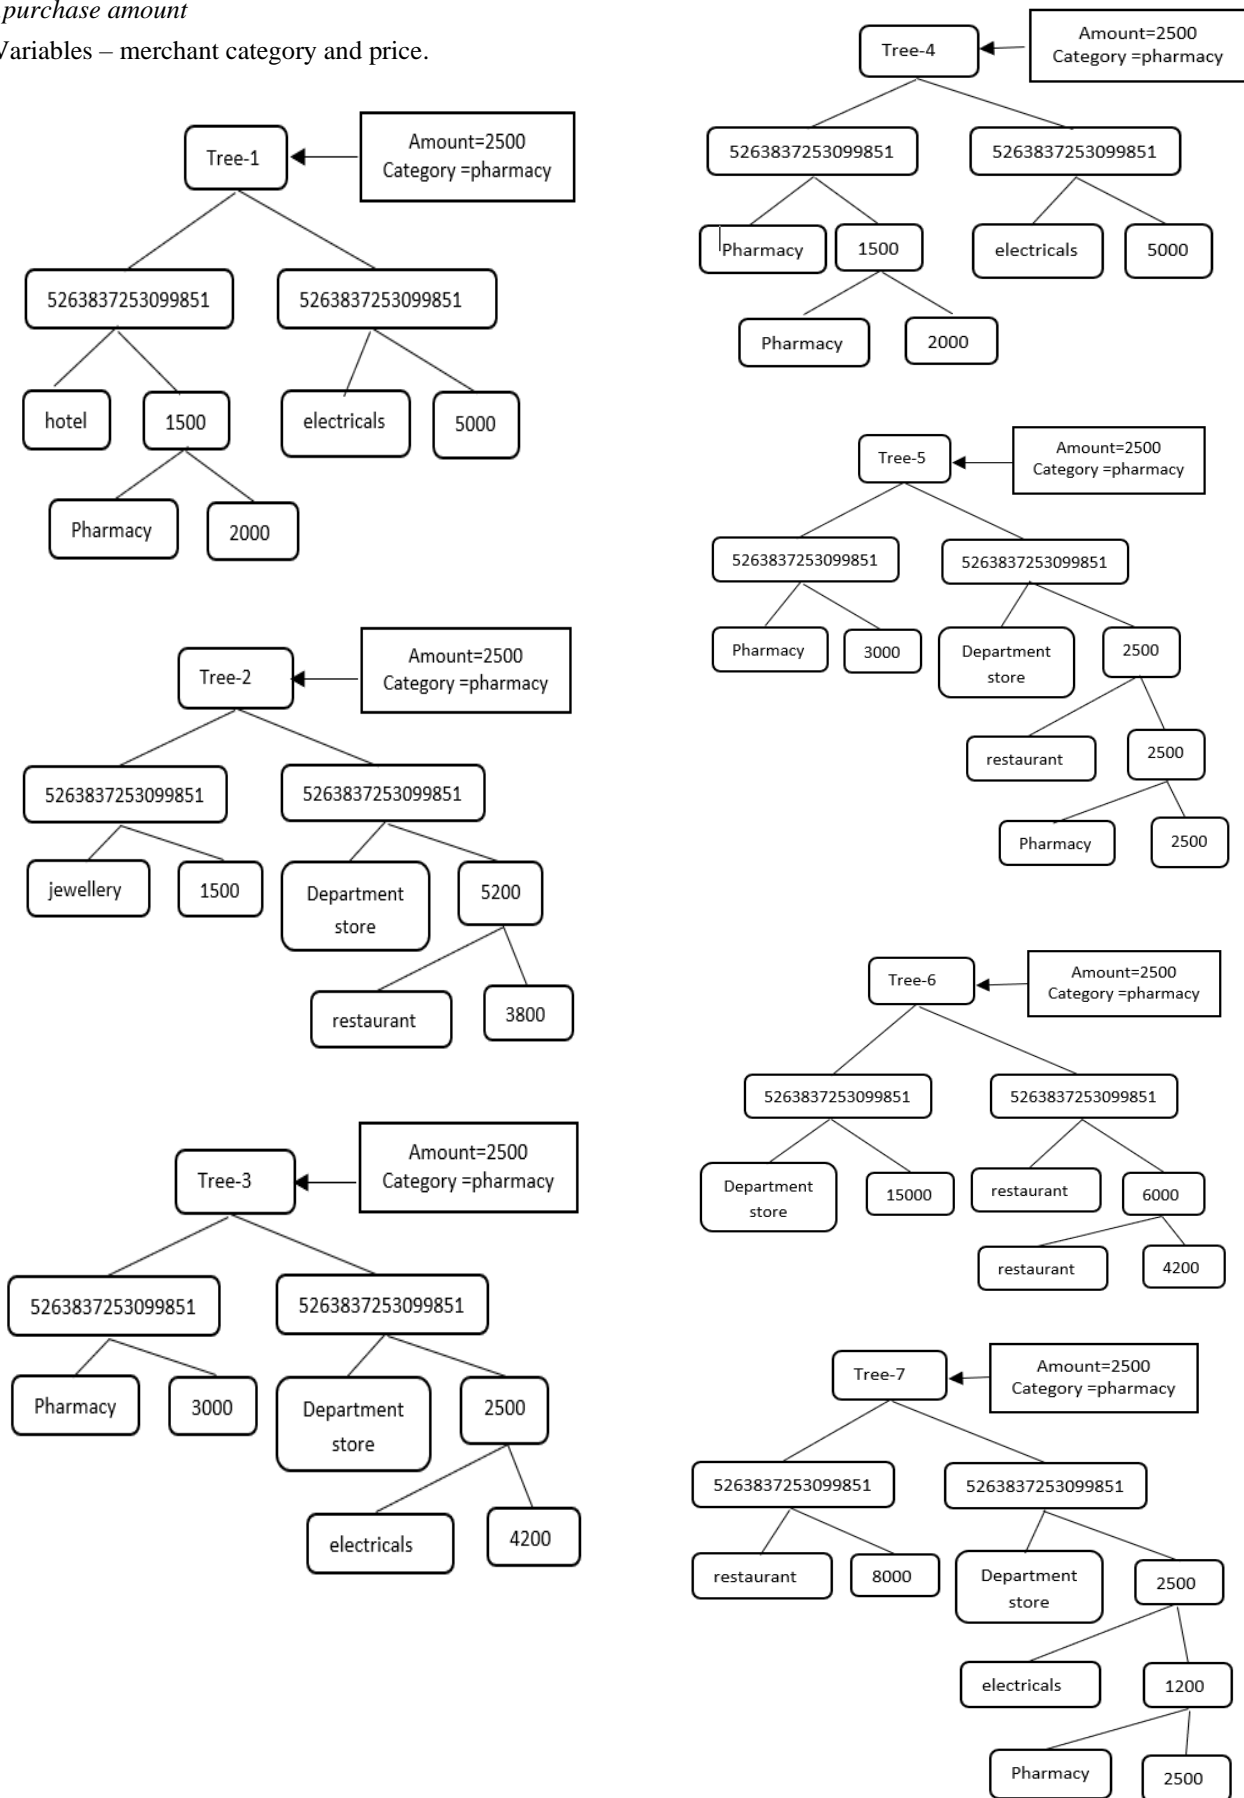 purchase amount
Variables – merchant category and price.
Tree-1
Amount=2500
Category =pharmacy
5263837253099851
5263837253099851
hotel
1500
electricals
5000
Pharmacy
2000
Tree-2
Amount=2500
Category =pharmacy
5263837253099851
5263837253099851
jewellery
1500
Department
store
5200
restaurant
3800
Tree-3
Amount=2500
Category =pharmacy
5263837253099851
5263837253099851
Pharmacy
3000
Department
store
2500
electricals
4200
Tree-4
Amount=2500
Category =pharmacy
5263837253099851
5263837253099851
Pharmacy
1500
electricals
5000
Pharmacy
2000
Tree-5
Amount=2500
Category =pharmacy
5263837253099851
5263837253099851
Pharmacy
3000
Department
store
2500
restaurant
2500
Pharmacy
2500
Tree-6
Amount=2500
Category =pharmacy
5263837253099851
5263837253099851
Department
store
15000
restaurant
6000
restaurant
4200
Tree-7
Amount=2500
Category =pharmacy
5263837253099851
5263837253099851
restaurant
8000
Department
store
2500
electricals
1200
Pharmacy
2500